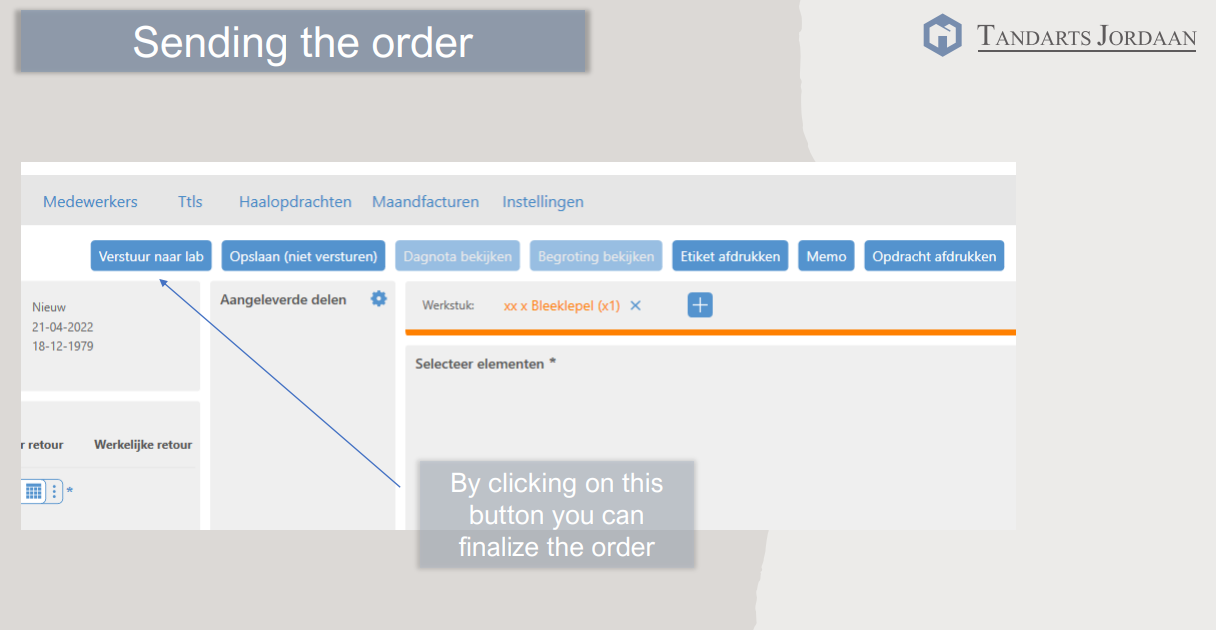 Sending the order
TANDARTS JORDAAN
Medewerkers Ttls Haalopdrachten Maandfacturen Instellingen
Verstuur naar lab Opslaan (niet versturen) Dagnota bekijken Begroting bekijken Etiket afdrukken Memo Opdracht afdrukken
Nieuw
21-04-2022
18-12-1979
Aangeleverde delen
Werkstuk: xx x Bleeklepel (x1) ×
Selecteer elementen *
r retour Werkelijke retour
*
By clicking on this
button you can
finalize the order